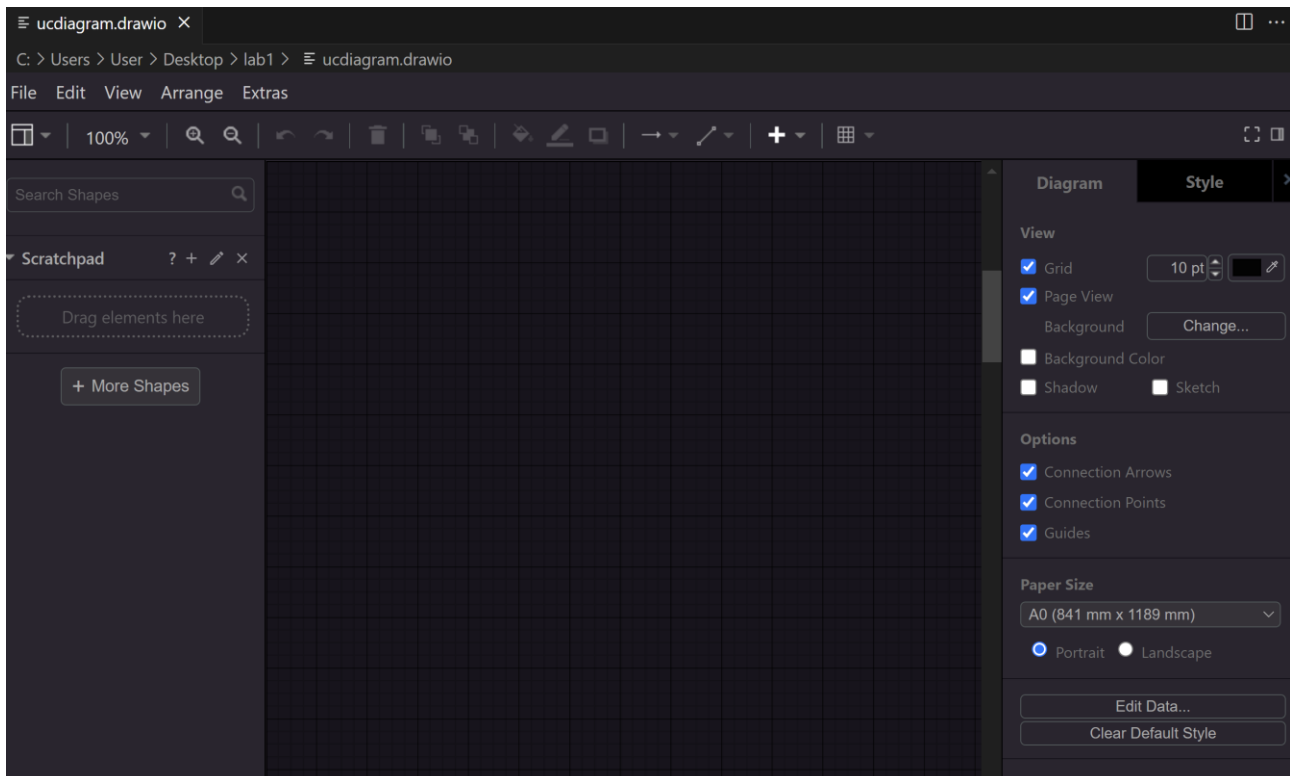 ucdiagram.drawio
C: > Users > User > Desktop > lab1 > ucdiagram.drawio
File Edit View Arrange Extras
100%
Search Shapes
Scratchpad ? + ×
Drag elements here
+ More Shapes
Diagram Style
View
Grid 10 pt
Page View
Background Change...
Background Color
Shadow Sketch
Options
Connection Arrows
Connection Points
Guides
Paper Size
A0 (841 mm x 1189 mm)
Portrait Landscape
Edit Data...
Clear Default Style